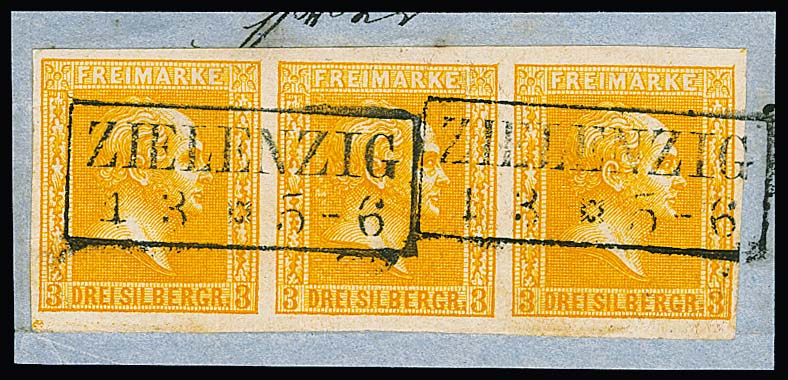 FREIMARKE FREIMARKE FREIMARKE
ZIELENZIG ZIELENZIG
1 3 * 5-6 1 3 * 5-6
3 DREI SILBERGR. 3 3 DREI SILBERGR. 3 3 DREI SILBERGR. 3